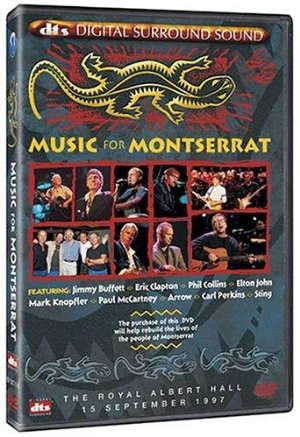 dts DIGITAL SURROUND SOUND
MUSIC FOR MONTSERRAT
FEATURING: Jimmy Buffett Eric Clapton Phil Collins Elton John
Mark Knopfler Paul McCartney Arrow Carl Perkins Sting
The purchase of this DVD
will help rebuild the lives of
the people of Montserrat
THE ROYAL ALBERT HALL
15 SEPTEMBER 1997
MUSIC FOR MONTSERRAT
dts